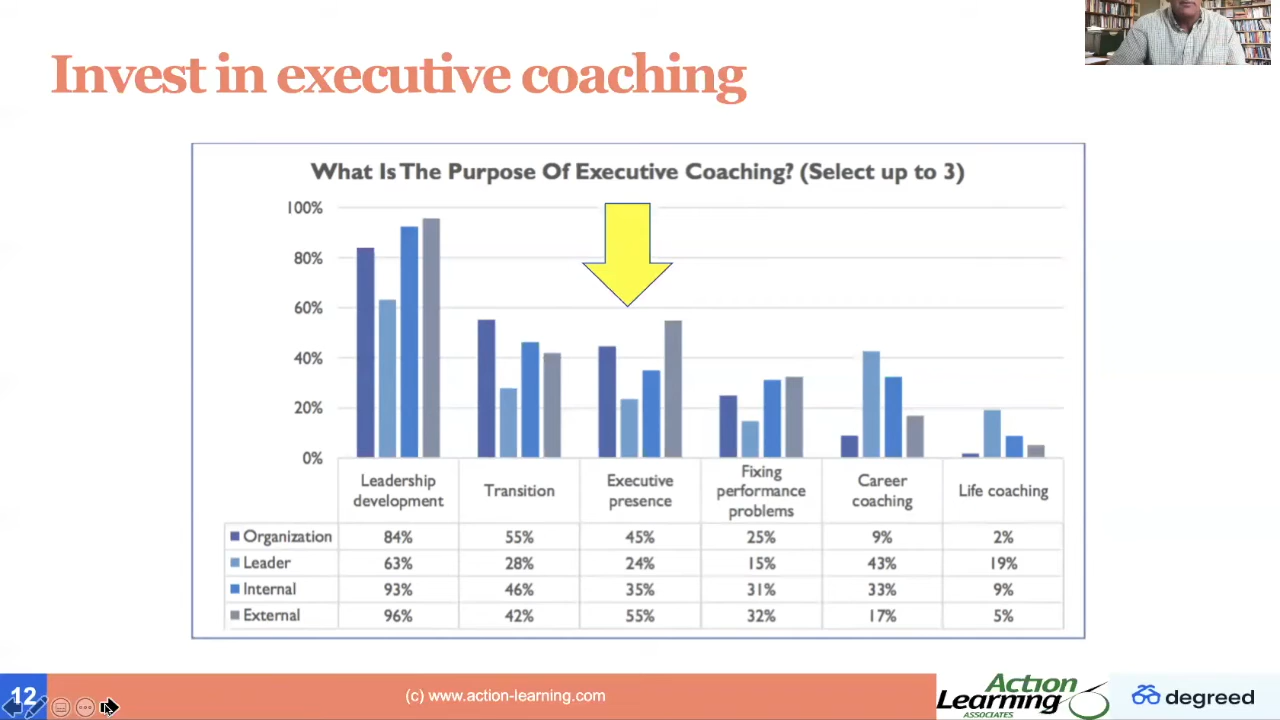 Invest in executive coaching
What Is The Purpose Of Executive Coaching? (Select up to 3)
100%
80%
60%
40%
20%
0%
Leadership development
Transition
Executive presence
Fixing performance problems
Career coaching
Life coaching
Organization 84% 55% 45% 25% 9% 2%
Leader 63% 28% 24% 15% 43% 19%
Internal 93% 46% 35% 31% 33% 9%
External 96% 42% 55% 32% 17% 5%
12
(c) www.action-learning.com
Action
Learning
ASSOCIATES
degreed